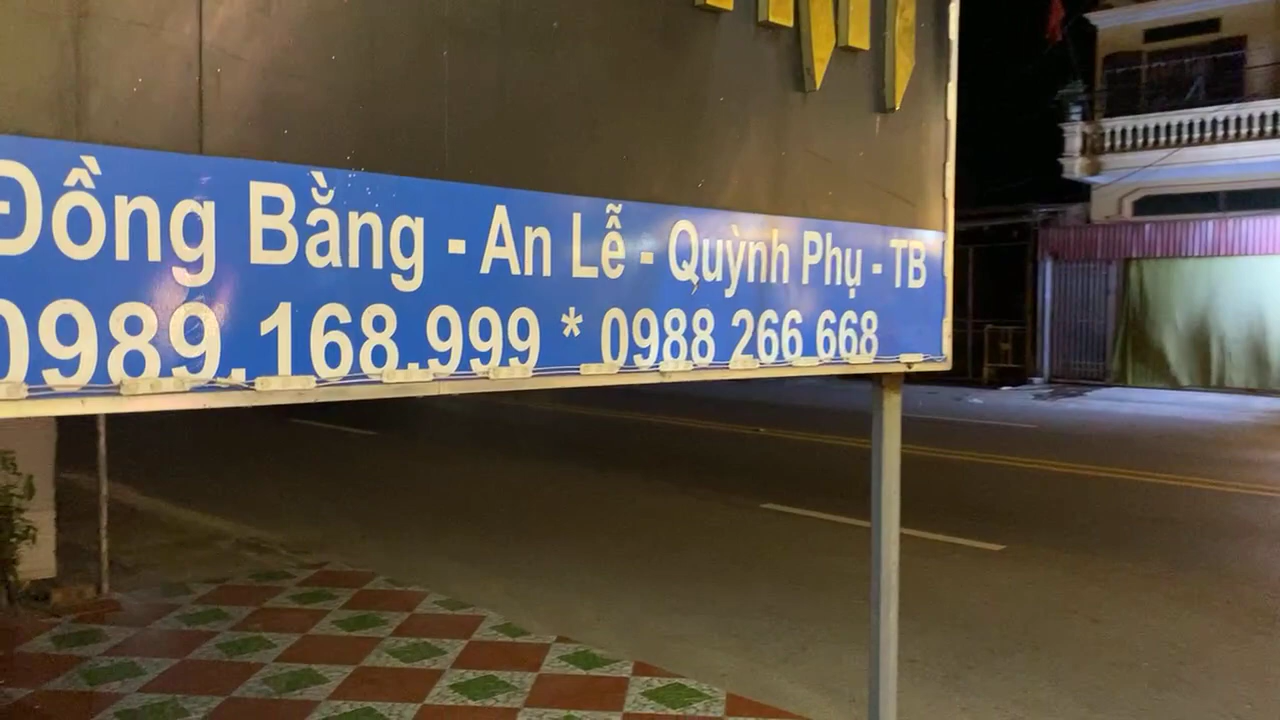 Đồng Bằng - An Lễ - Quỳnh Phụ - TB
0989.168.999 * 0988 266 668